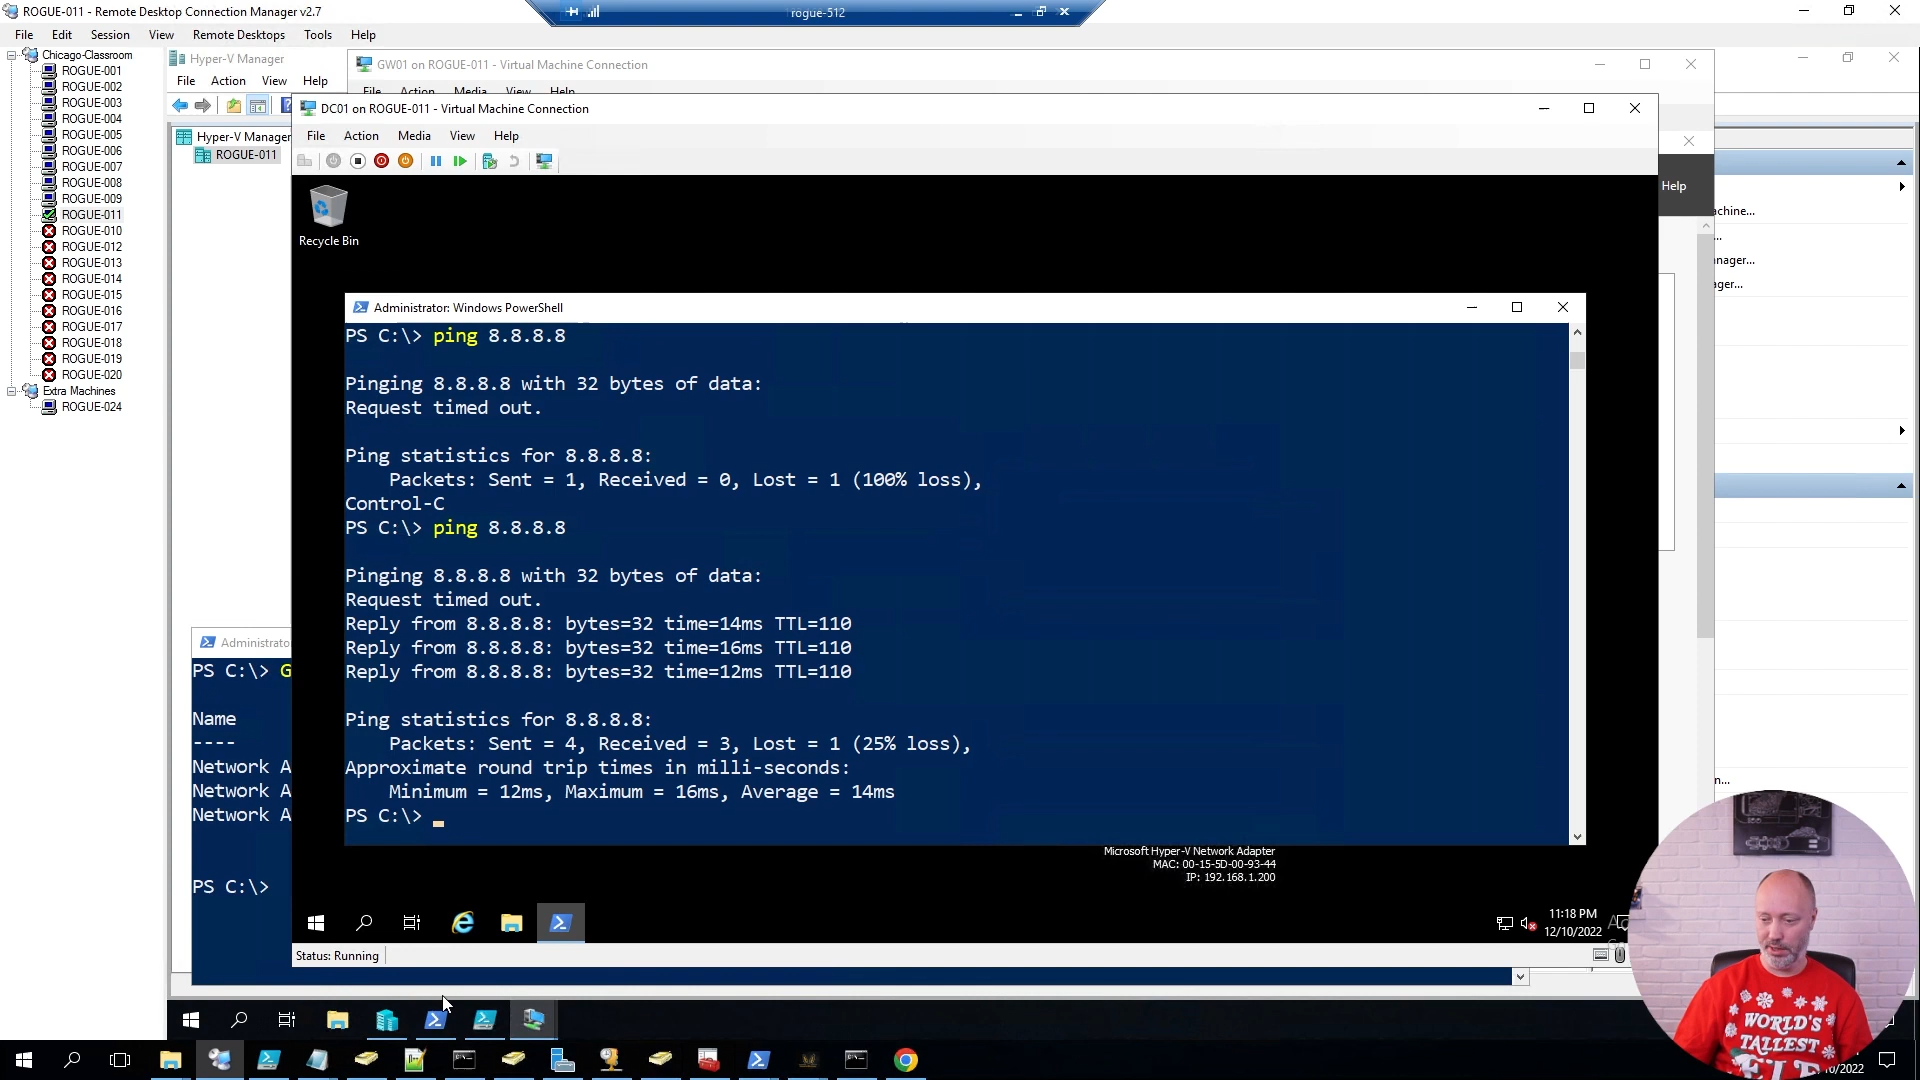 ROGUE-011 - Remote Desktop Connection Manager v2.7
rogue-512
File Edit Session View Remote Desktops Tools Help
Chicago-Classroom
ROGUE-001
ROGUE-002
ROGUE-003
ROGUE-004
ROGUE-005
ROGUE-006
ROGUE-007
ROGUE-008
ROGUE-009
ROGUE-011
ROGUE-010
ROGUE-012
ROGUE-013
ROGUE-014
ROGUE-015
ROGUE-016
ROGUE-017
ROGUE-018
ROGUE-019
ROGUE-020
Extra Machines
ROGUE-024
Hyper-V Manager
File Action View Help
Hyper-V Manager
ROGUE-011
GW01 on ROGUE-011 - Virtual Machine Connection
File Action Media View Help
DC01 on ROGUE-011 - Virtual Machine Connection
File Action Media View Help
Help
achine...
...
anager...
ager...
n...
Recycle Bin
Administrator: Windows PowerShell
PS C:\> ping 8.8.8.8
Pinging 8.8.8.8 with 32 bytes of data:
Request timed out.
Ping statistics for 8.8.8.8:
Packets: Sent = 1, Received = 0, Lost = 1 (100% loss),
Control-C
PS C:\> ping 8.8.8.8
Pinging 8.8.8.8 with 32 bytes of data:
Request timed out.
Reply from 8.8.8.8: bytes=32 time=14ms TTL=110
Reply from 8.8.8.8: bytes=32 time=16ms TTL=110
Reply from 8.8.8.8: bytes=32 time=12ms TTL=110
Ping statistics for 8.8.8.8:
Packets: Sent = 4, Received = 3, Lost = 1 (25% loss),
Approximate round trip times in milli-seconds:
Minimum = 12ms, Maximum = 16ms, Average = 14ms
PS C:\>
Administrato
PS C:\> G
Name
----
Network A
Network A
Network A
PS C:\>
Microsoft Hyper-V Network Adapter
MAC: 00-15-5D-00-93-44
IP: 192.168.1.200
11:18 PM
12/10/2022
Status: Running
WORLD'S
TALLEST
ELF
10/2022